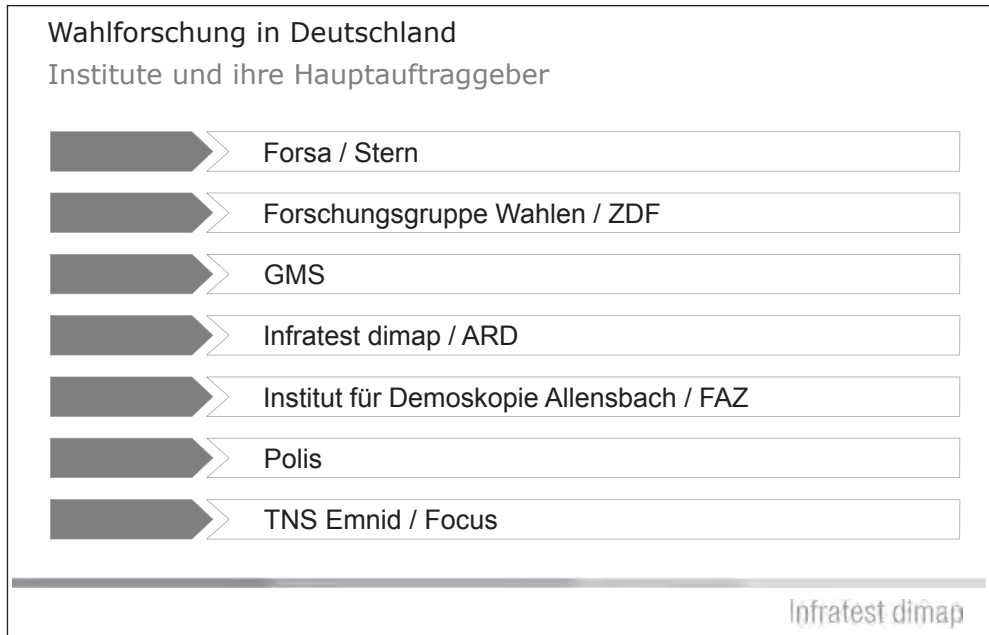 Wahlforschung in Deutschland
Institute und ihre Hauptauftraggeber
Forsa / Stern
Forschungsgruppe Wahlen / ZDF
GMS
Infratest dimap / ARD
Institut für Demoskopie Allensbach / FAZ
Polis
TNS Emnid / Focus
Infratest dimap